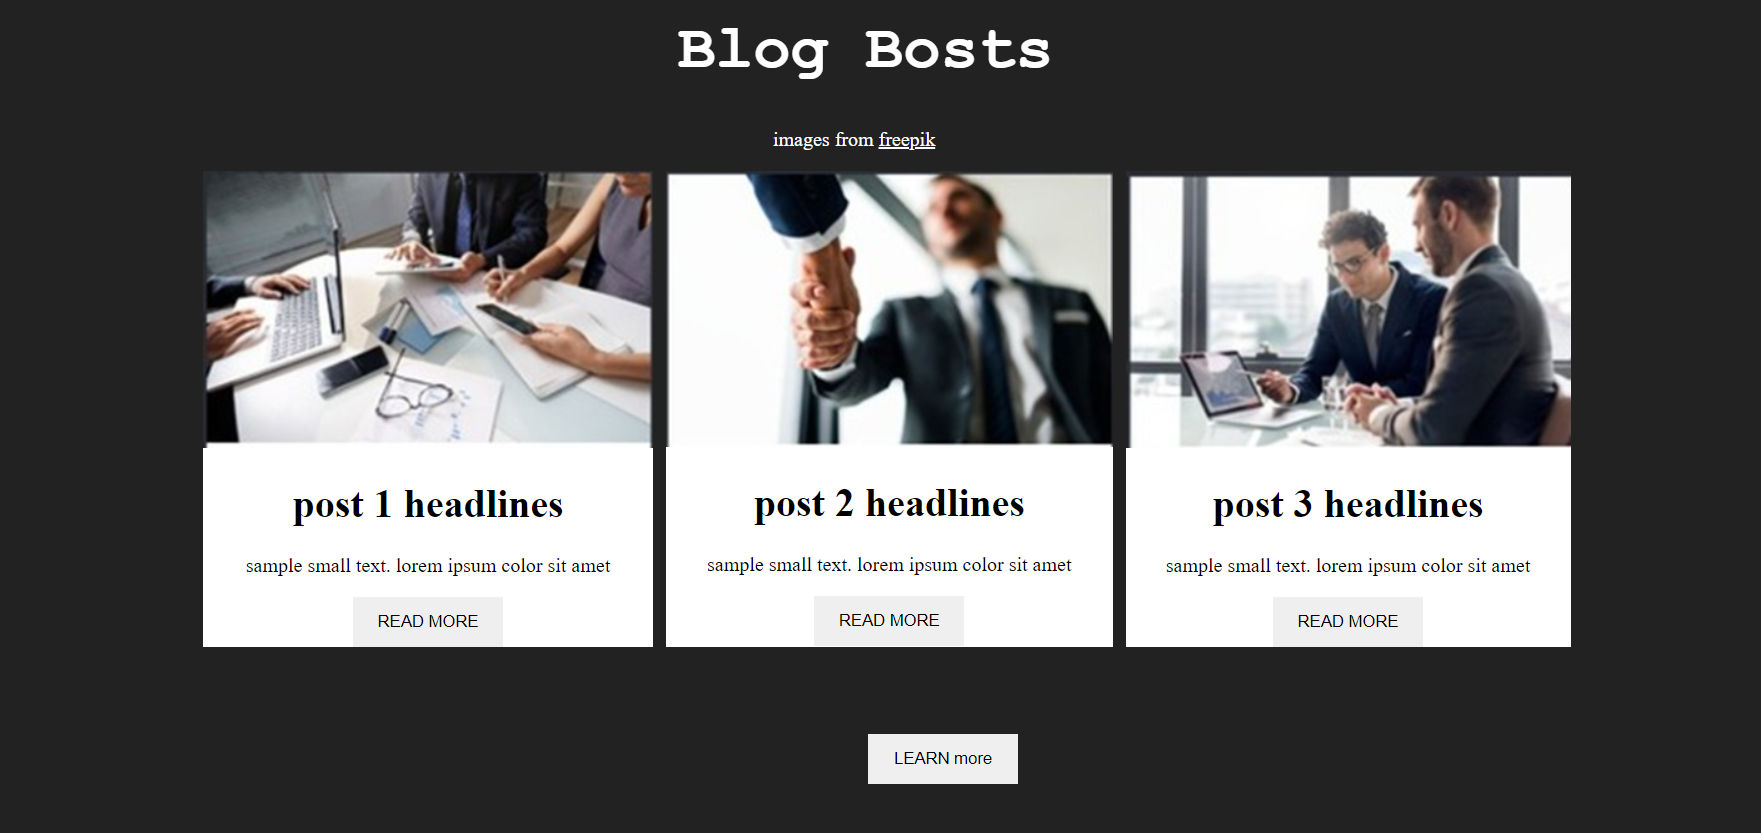 Blog Bosts
images from freepik
post 1 headlines
sample small text. lorem ipsum color sit amet
READ MORE
post 2 headlines
sample small text. lorem ipsum color sit amet
READ MORE
post 3 headlines
sample small text. lorem ipsum color sit amet
READ MORE
LEARN more